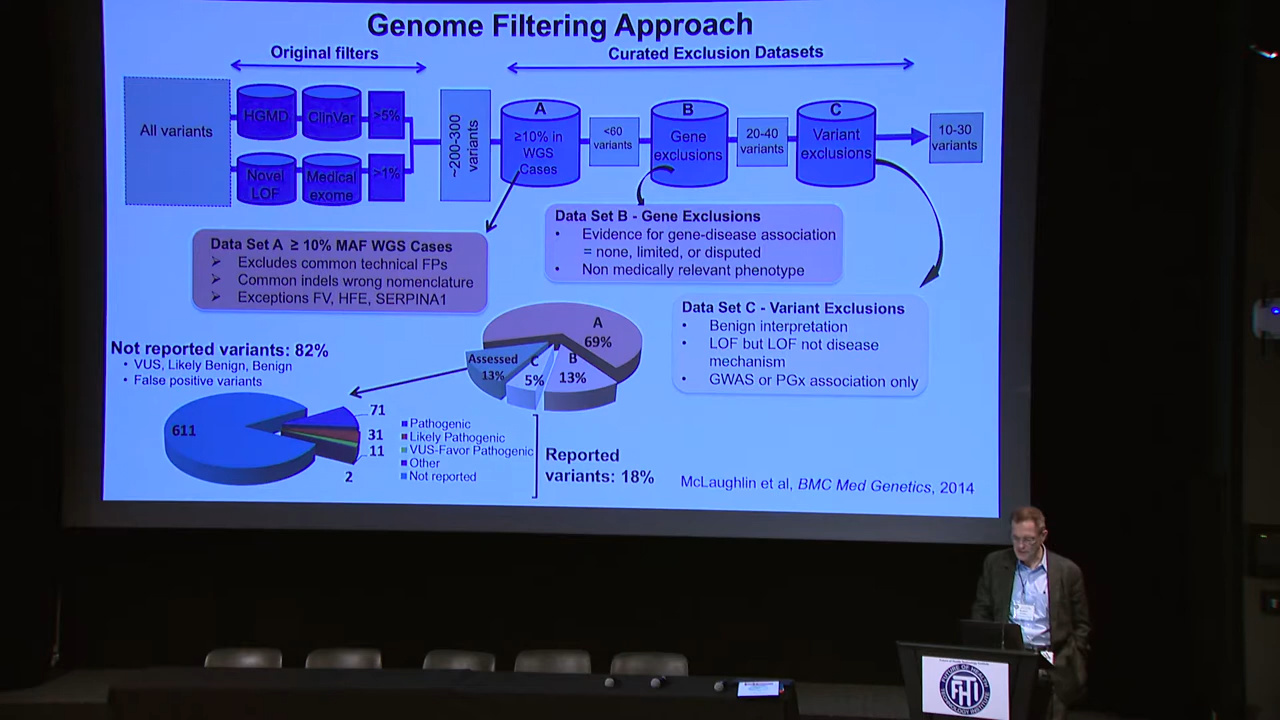 Genome Filtering Approach
Original filters
Curated Exclusion Datasets
All variants
HGMD
ClinVar
>5%
Novel
LOF
Medical
exome
>1%
~200-300
variants
A
≥10% in
WGS
Cases
<60
variants
B
Gene
exclusions
20-40
variants
C
Variant
exclusions
10-30
variants
Data Set A ≥ 10% MAF WGS Cases
➢ Excludes common technical FPs
➢ Common indels wrong nomenclature
➢ Exceptions FV, HFE, SERPINA1
Data Set B - Gene Exclusions
• Evidence for gene-disease association
= none, limited, or disputed
• Non medically relevant phenotype
Data Set C - Variant Exclusions
• Benign interpretation
• LOF but LOF not disease
mechanism
• GWAS or PGx association only
A
69%
B
13%
C
5%
Assessed
13%
Not reported variants: 82%
• VUS, Likely Benign, Benign
• False positive variants
611
71
31
11
2
Pathogenic
Likely Pathogenic
VUS-Favor Pathogenic
Other
Not reported
Reported
variants: 18%
McLaughlin et al, BMC Med Genetics, 2014
FUTURE OF HEALTH
FHTI
TECHNOLOGY INSTITUTE